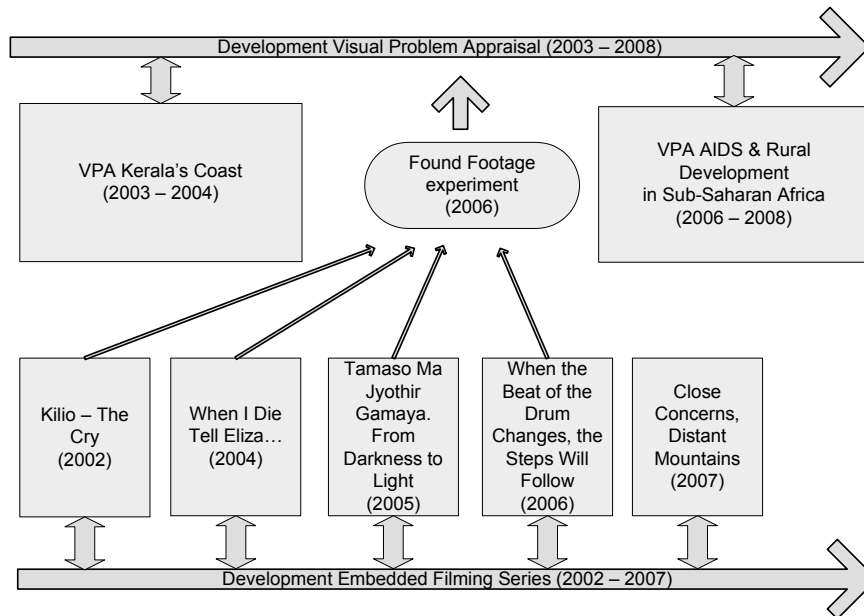 Development Visual Problem Appraisal (2003 – 2008)
VPA Kerala’s Coast
(2003 – 2004)
Found Footage
experiment
(2006)
VPA AIDS & Rural
Development
in Sub-Saharan Africa
(2006 – 2008)
Kilio – The
Cry
(2002)
When I Die
Tell Eliza…
(2004)
Tamaso Ma
Jyothir
Gamaya.
From
Darkness to
Light
(2005)
When the
Beat of the
Drum
Changes, the
Steps Will
Follow
(2006)
Close
Concerns,
Distant
Mountains
(2007)
Development Embedded Filming Series (2002 – 2007)